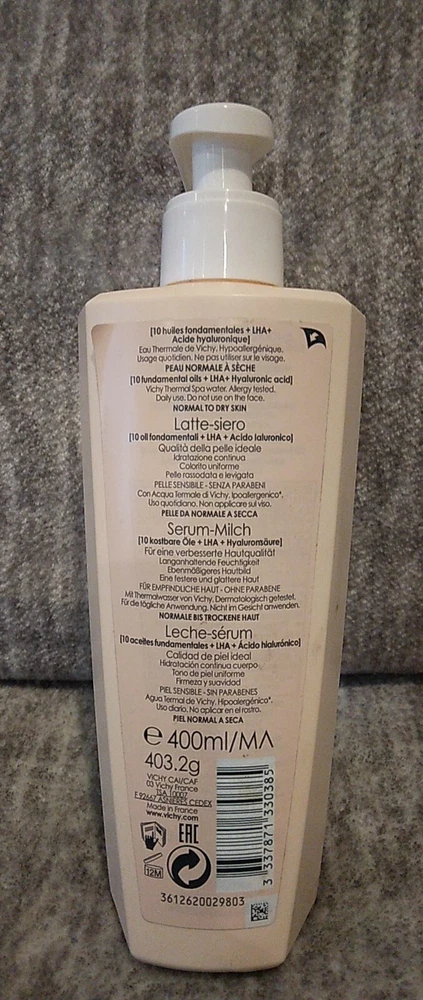 [10 huiles fondamentales + LHA+
Acide hyaluronique]
Eau Thermale de Vichy. Hypoallergénique.
Usage quotidien. Ne pas utiliser sur le visage.
PEAU NORMALE À SÈCHE
[10 fundamental oils + LHA+ Hyaluronic acid]
Vichy Thermal Spa water. Allergy tested.
Daily use. Do not use on the face.
NORMAL TO DRY SKIN
Latte-siero
[10 oli fondamentali + LHA + Acido Ialuronico]
Qualità della pelle ideale
Idratazione continua
Colorito uniforme
Pelle rassodata e levigata
PELLE SENSIBILE - SENZA PARABENI
Con Acqua Termale di Vichy. Ipoallergenico*.
Uso quotidiano. Non applicare sul viso.
PELLE DA NORMALE A SECCA
Serum-Milch
[10 kostbare Öle + LHA + Hyaluronsäure]
Für eine verbesserte Hautqualität
Langanhaltende Feuchtigkeit
Ebenmäßigeres Hautbild
Eine festere und glattere Haut
FÜR EMPFINDLICHE HAUT - OHNE PARABENE
Mit Thermalwasser von Vichy. Dermatologisch getestet.
Für die tägliche Anwendung. Nicht im Gesicht anwenden.
NORMALE BIS TROCKENE HAUT
Leche-sérum
[10 aceites fundamentales + LHA + Ácido hialurónico]
Calidad de piel ideal
Hidratación continua cuerpo
Tono de piel uniforme
Firmeza y suavidad
PIEL SENSIBLE - SIN PARABENES
Agua Termal de Vichy. Hipoalergénico*.
Uso diario. No aplicar en el rostro.
PIEL NORMAL A SECA
e 400ml/МЛ
403.2g
VICHY CAI/CAF
03 Vichy France
TSA 10007
F.92667 ASNIERES CEDEX
Made in France
www.vichy.com
EAC
12M
3 337871 330385
3612620029803